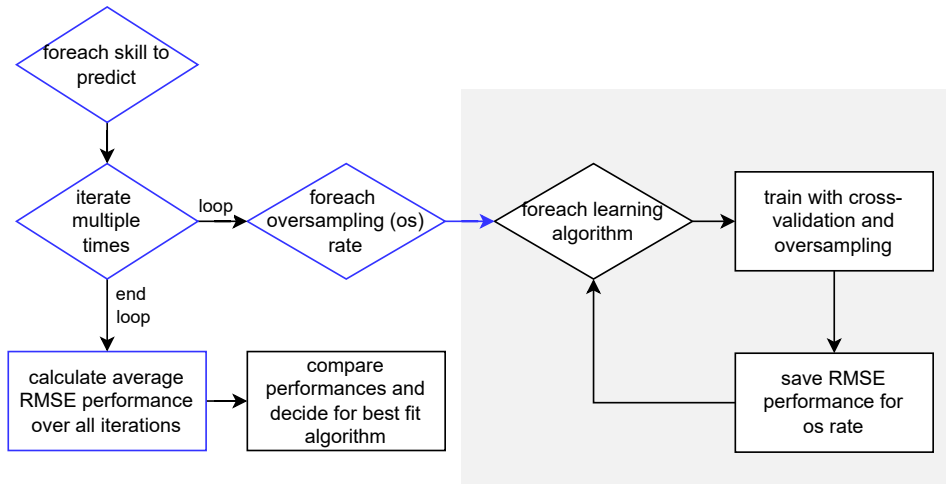 foreach skill to
predict
iterate
multiple
times
loop
foreach
oversampling (os)
rate
foreach learning
algorithm
train with cross-
validation and
oversampling
end
loop
calculate average
RMSE performance
over all iterations
compare
performances and
decide for best fit
algorithm
save RMSE
performance for
os rate